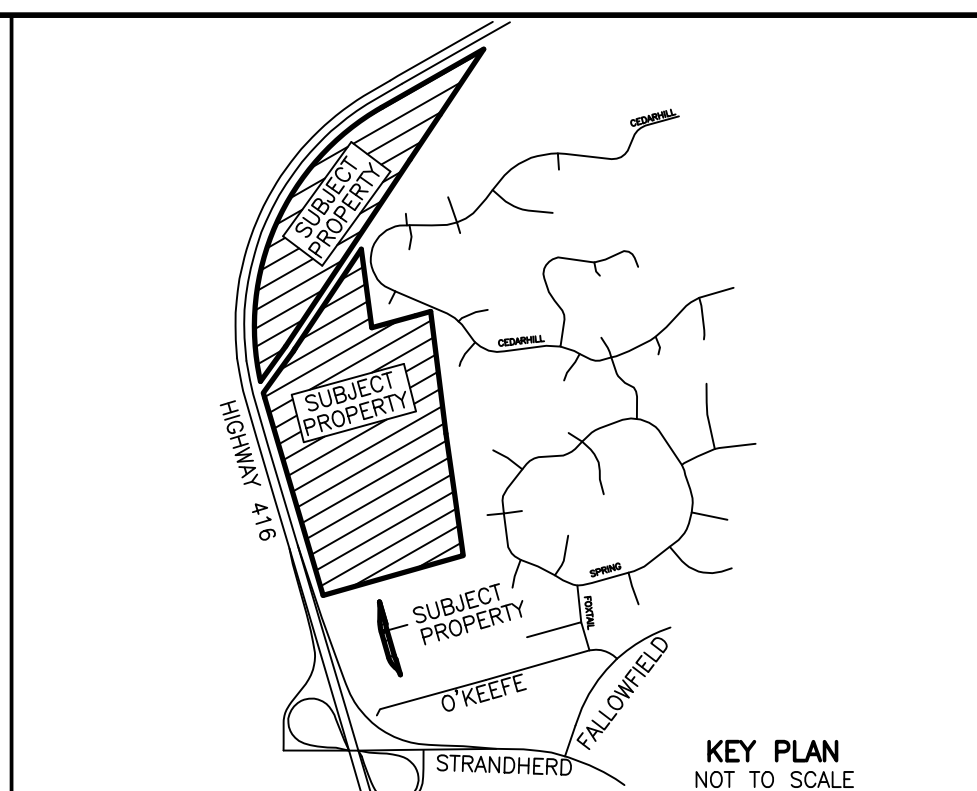 CEDARHILL
SUBJECT
PROPERTY
CEDARHILL
SUBJECT
PROPERTY
HIGHWAY 416
SPRING
FOXTAIL
SUBJECT
PROPERTY
O'KEEFE
FALLOWFIELD
STRANDHERD
KEY PLAN
NOT TO SCALE